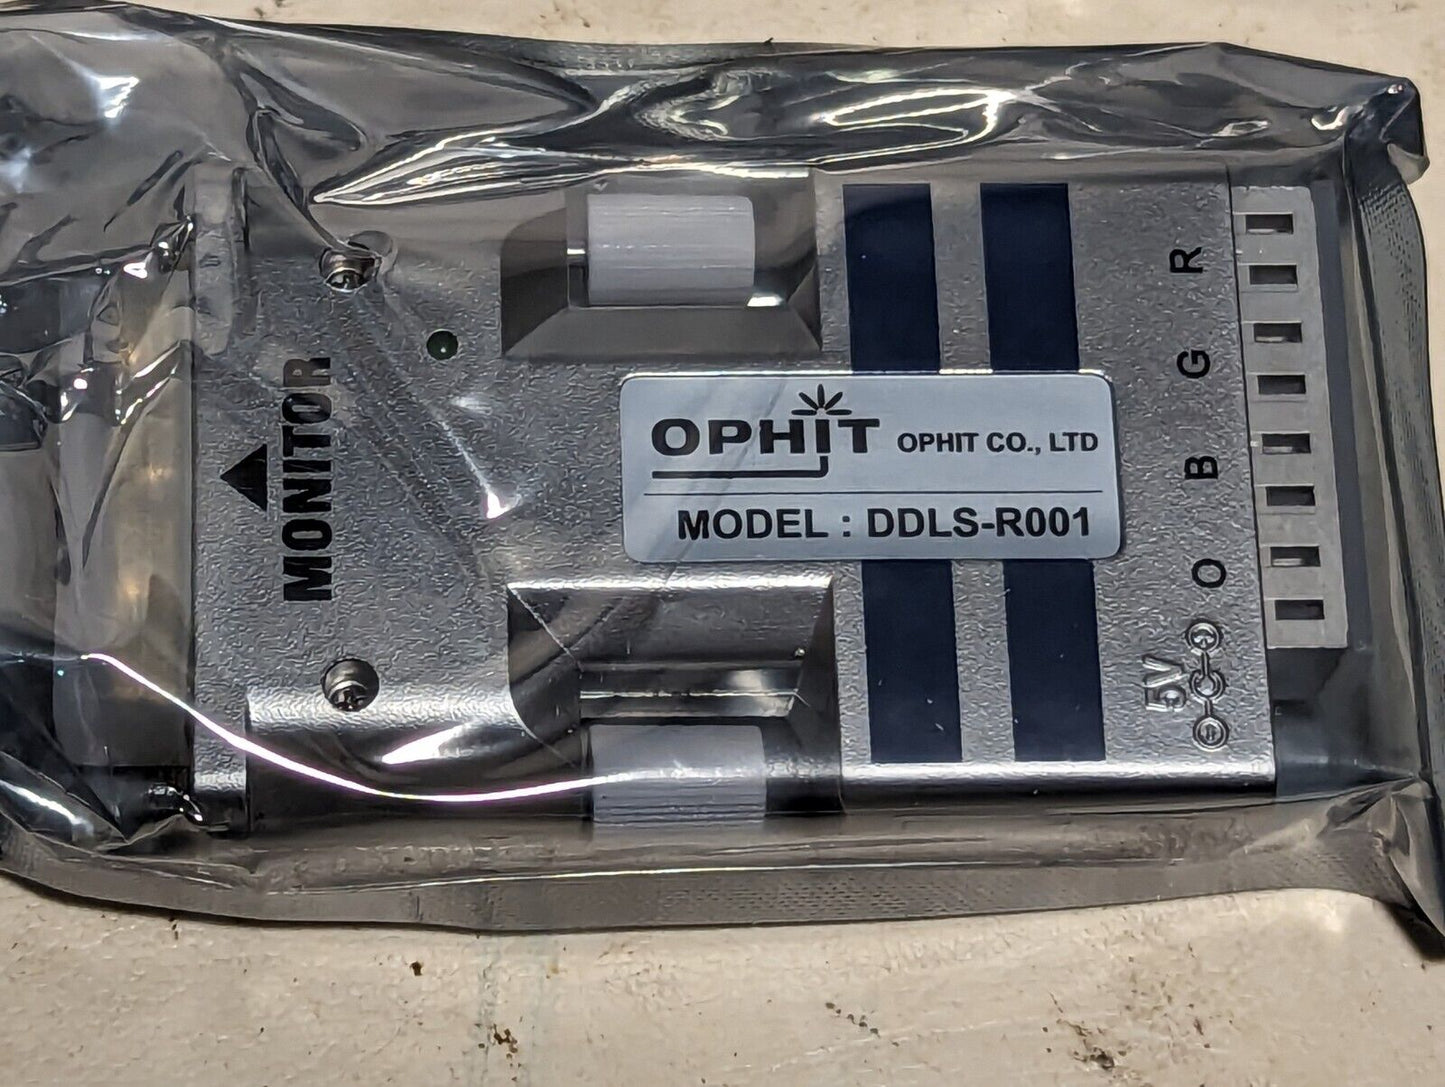 MONITOR
OPHIT OPHIT CO., LTD
MODEL : DDLS-R001
R
G
B
O
5V